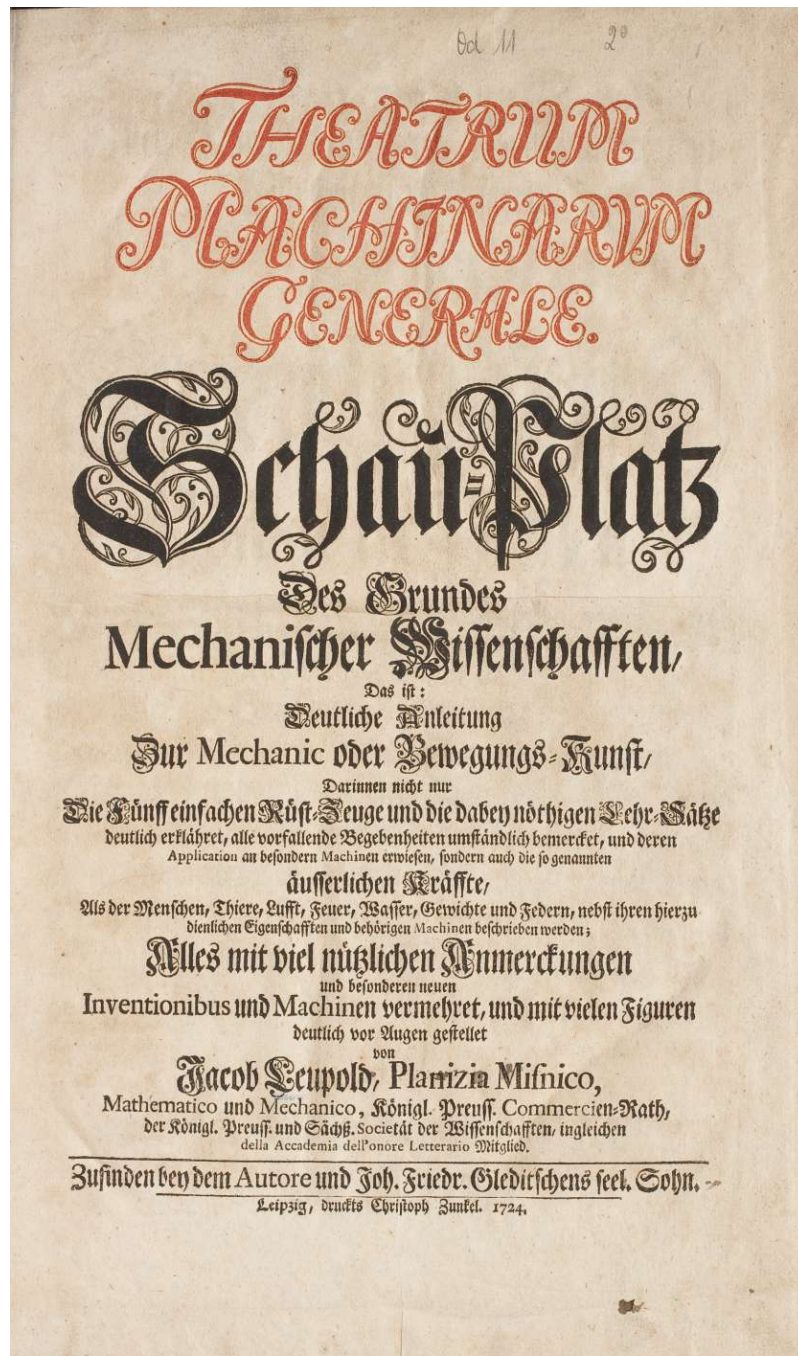 Od 11 2°
THEATRUM
MACHINARVM
GENERALE.
Schau-Platz
Des Grundes
Mechanischer Wissenschafften,
Das ist:
Deutliche Anleitung
Zur Mechanic oder Bewegungs-Kunst,
Darinnen nicht nur
Die Fünff einfachen Rüst-Zeuge und die dabey nöthigen Lehr-Sätze
deutlich erklähret, alle vorfallende Begebenheiten umständlich bemercket, und deren
Application an besondern Machinen erwiesen, sondern auch die so genannten
äusserlichen Kräffte,
Als der Menschen, Thiere, Lufft, Feuer, Wasser, Gewichte und Federn, nebst ihren hierzu
dienlichen Eigenschafften und behörigen Machinen beschrieben werden;
Alles mit viel nützlichen Anmerckungen
und besonderen neuen
Inventionibus und Machinen vermehret, und mit vielen Figuren
deutlich vor Augen gestellet
von
Jacob Leupold, Planizia Misnico,
Mathematico und Mechanico, Königl. Preuss. Commercien-Rath,
der Königl. Preuss. und Sächß. Societät der Wissenschafften, ingleichen
della Accademia dell'onore Letterario Mitglied.
Zufinden bey dem Autore und Joh. Friedr. Gleditschens seel. Sohn.
Leipzig, druckts Christoph Zunkel. 1724.